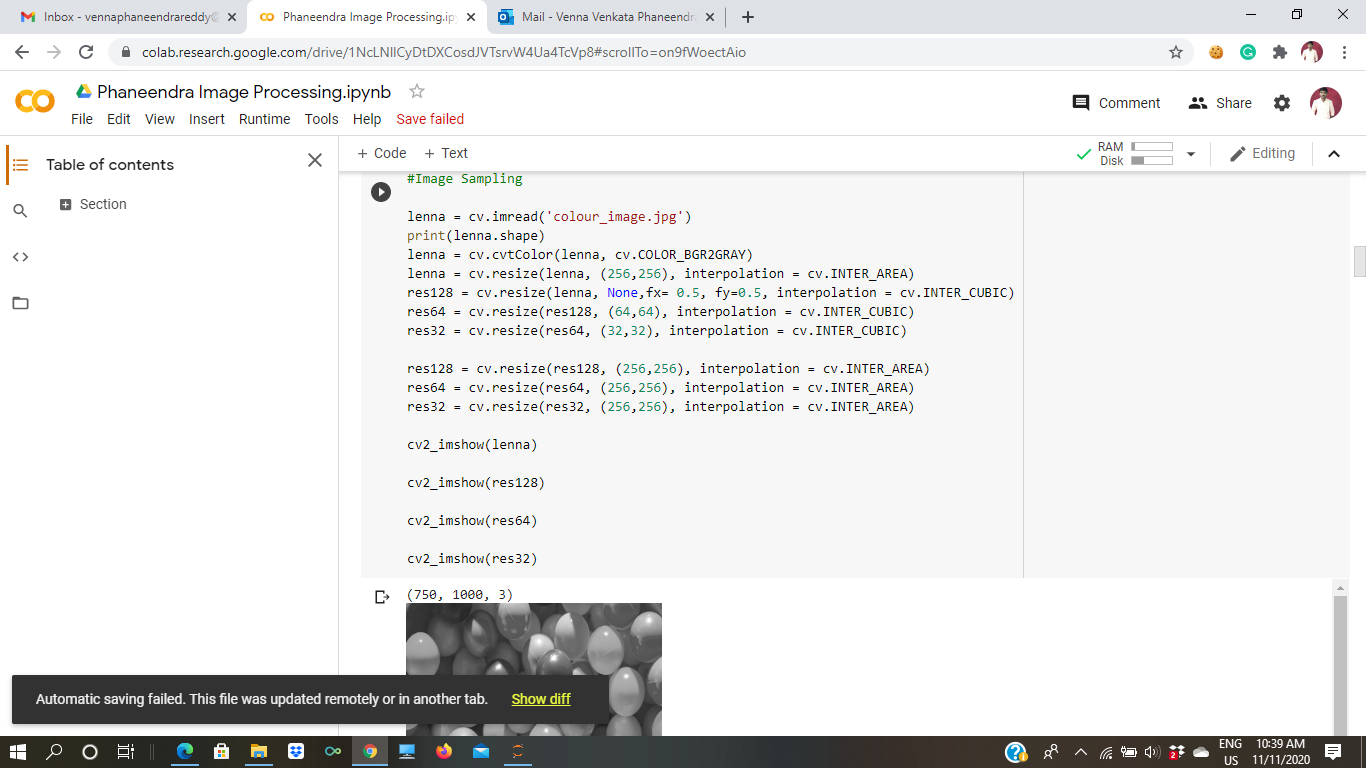 Inbox - vennaphaneendrareddy@
Phaneendra Image Processing.ip
Mail - Venna Venkata Phaneendr
colab.research.google.com/drive/1NcLNIlCyDtDXCosdJVTsrvW4Ua4TcVp8#scrollTo=on9fWoectAio
Phaneendra Image Processing.ipynb
File Edit View Insert Runtime Tools Help Save failed
Comment Share
Table of contents
Section
+ Code + Text
RAM
Disk
Editing
#Image Sampling
lenna = cv.imread('colour_image.jpg')
print(lenna.shape)
lenna = cv.cvtColor(lenna, cv.COLOR_BGR2GRAY)
lenna = cv.resize(lenna, (256,256), interpolation = cv.INTER_AREA)
res128 = cv.resize(lenna, None,fx= 0.5, fy=0.5, interpolation = cv.INTER_CUBIC)
res64 = cv.resize(res128, (64,64), interpolation = cv.INTER_CUBIC)
res32 = cv.resize(res64, (32,32), interpolation = cv.INTER_CUBIC)
res128 = cv.resize(res128, (256,256), interpolation = cv.INTER_AREA)
res64 = cv.resize(res64, (256,256), interpolation = cv.INTER_AREA)
res32 = cv.resize(res32, (256,256), interpolation = cv.INTER_AREA)
cv2_imshow(lenna)
cv2_imshow(res128)
cv2_imshow(res64)
cv2_imshow(res32)
(750, 1000, 3)
Automatic saving failed. This file was updated remotely or in another tab. Show diff
ENG
US
10:39 AM
11/11/2020